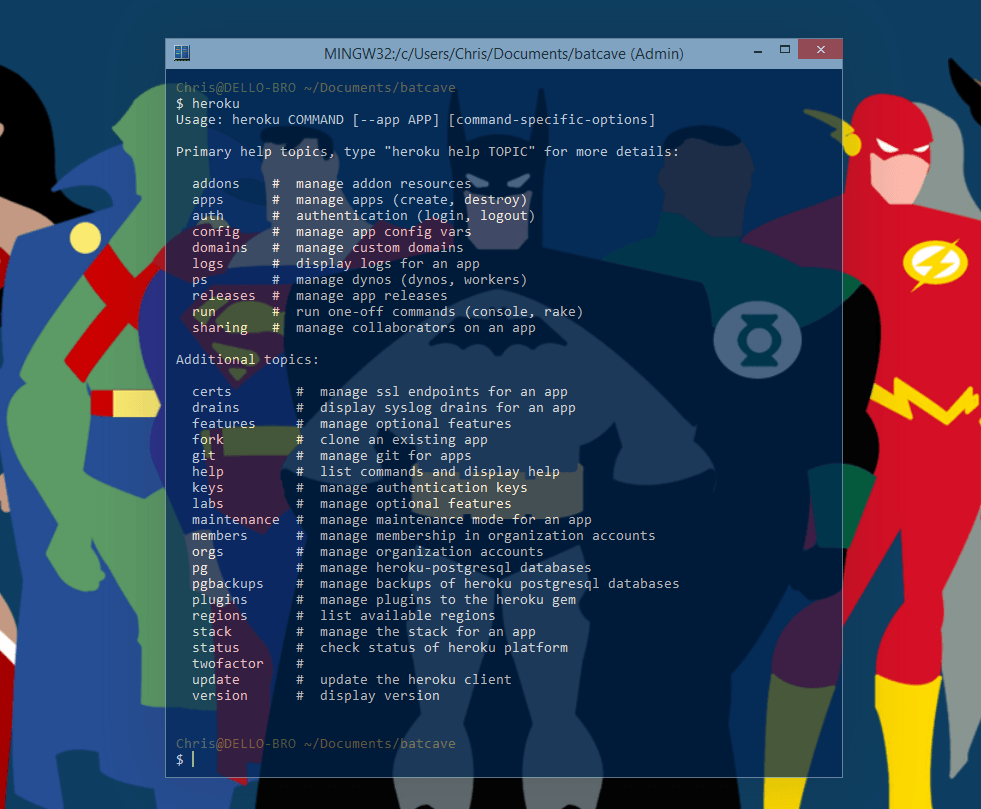 MINGW32:/c/Users/Chris/Documents/batcave (Admin)
Chris@DELLO-BRO ~/Documents/batcave
$ heroku
Usage: heroku COMMAND [--app APP] [command-specific-options]
Primary help topics, type "heroku help TOPIC" for more details:
addons # manage addon resources
apps # manage apps (create, destroy)
auth # authentication (login, logout)
config # manage app config vars
domains # manage custom domains
logs # display logs for an app
ps # manage dynos (dynos, workers)
releases # manage app releases
run # run one-off commands (console, rake)
sharing # manage collaborators on an app
Additional topics:
certs # manage ssl endpoints for an app
drains # display syslog drains for an app
features # manage optional features
fork # clone an existing app
git # manage git for apps
help # list commands and display help
keys # manage authentication keys
labs # manage optional features
maintenance # manage maintenance mode for an app
members # manage membership in organization accounts
orgs # manage organization accounts
pg # manage heroku-postgresql databases
pgbackups # manage backups of heroku postgresql databases
plugins # manage plugins to the heroku gem
regions # list available regions
stack # manage the stack for an app
status # check status of heroku platform
twofactor #
update # update the heroku client
version # display version
Chris@DELLO-BRO ~/Documents/batcave
$